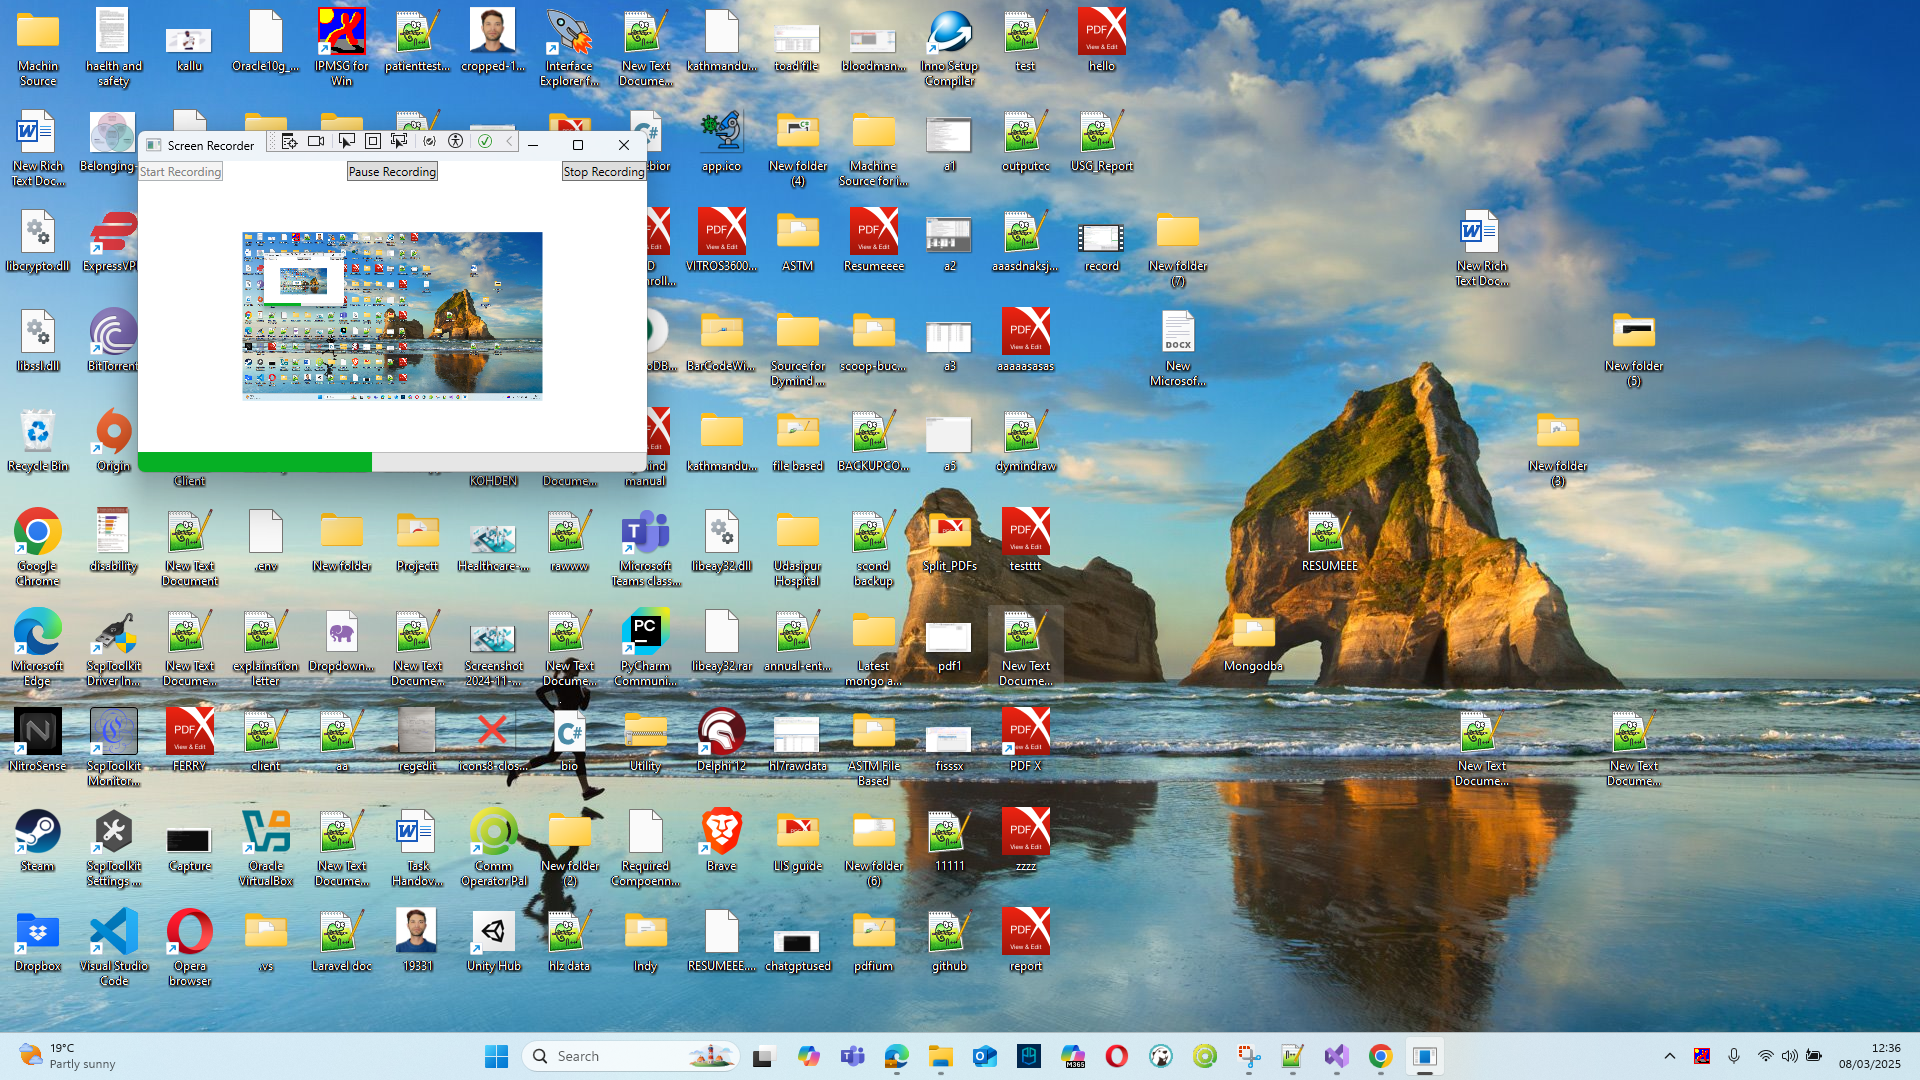 Machin
Source
haelth and
safety
kallu
Oracle10g_...
IPMSG for
Win
patienttest...
cropped-1...
Interface
Explorer f...
New Text
Docume...
kathmandu...
toad file
bloodman...
Inno Setup
Compiler
test
hello
New Rich
Text Doc...
Belonging-
Screen Recorder
Start Recording
Pause Recording
Stop Recording
app.ico
New folder
(4)
Machine
Source for i...
a1
outputcc
USG_Report
libcrypto.dll
ExpressVP
VITROS3600...
ASTM
Resumeeee
a2
aaasdnaksj...
record
New folder
(7)
New Rich
Text Doc...
libssl.dll
BitTorrent
BarCodeWi...
Source for
Dymind ...
scoop-buc...
a3
aaaaasasas
New
Microsof...
New folder
(5)
Recycle Bin
Origin
Client
KOHDEN
Docume...
manual
kathmandu...
file based
BACKUPCO...
a5
dymindraw
New folder
(3)
Google
Chrome
disability
New Text
Document
.env
New folder
Projectt
Healthcare-...
rawww
Microsoft
Teams class...
libeay32.dll
Udasipur
Hospital
scond
backup
Split_PDFs
testttt
RESUMEEE
Microsoft
Edge
ScpToolkit
Driver In...
New Text
Docume...
explaination
letter
Dropdown...
New Text
Docume...
Screenshot
2024-11-...
New Text
Docume...
PyCharm
Communi...
libeay32.rar
annual-ent...
Latest
mongo a...
pdf1
New Text
Docume...
Mongodba
NitroSense
ScpToolkit
Monitor...
FERRY
client
aa
regedit
icons8-clos...
bio
Utility
Delphi 12
hl7rawdata
ASTM File
Based
fisssx
PDF X
New Text
Docume...
New Text
Docume...
Steam
ScpToolkit
Settings ...
Capture
Oracle
VirtualBox
New Text
Docume...
Task
Handov...
Comm
Operator Pal
New folder
(2)
Required
Compoenn...
Brave
LIS guide
New folder
(6)
11111
zzzz
Dropbox
Visual Studio
Code
Opera
browser
.vs
Laravel doc
19331
Unity Hub
hlz data
Indy
RESUMEEE....
chatgptused
pdfium
github
report
19°C
Partly sunny
Search
12:36
08/03/2025